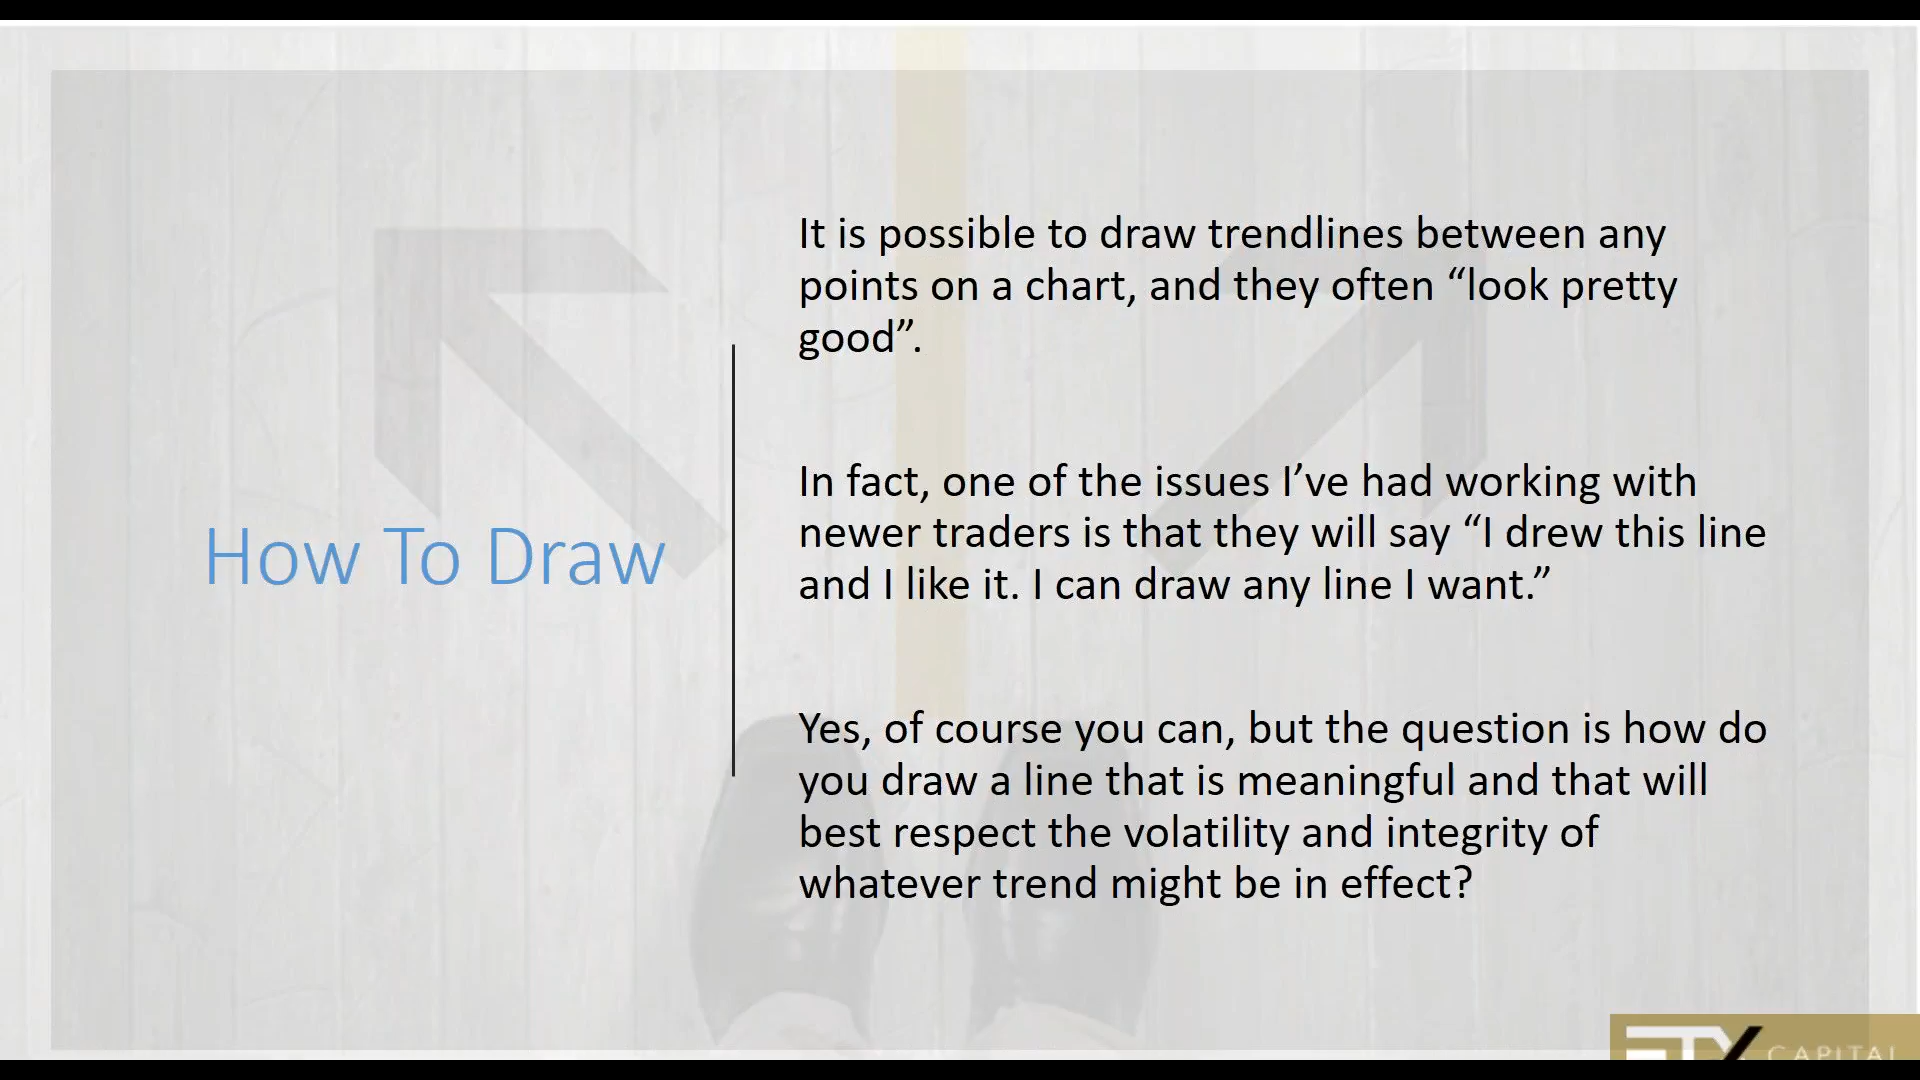 How To Draw
It is possible to draw trendlines between any
points on a chart, and they often “look pretty
good”.
In fact, one of the issues I’ve had working with
newer traders is that they will say “I drew this line
and I like it. I can draw any line I want.”
Yes, of course you can, but the question is how do
you draw a line that is meaningful and that will
best respect the volatility and integrity of
whatever trend might be in effect?
ETX CAPITAL